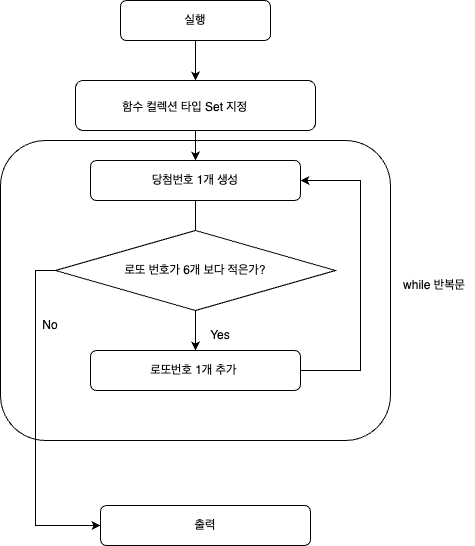 실행
함수 컬렉션 타입 Set 지정
당첨번호 1개 생성
로또 번호가 6개 보다 적은가?
while 반복문
No
Yes
로또번호 1개 추가
출력